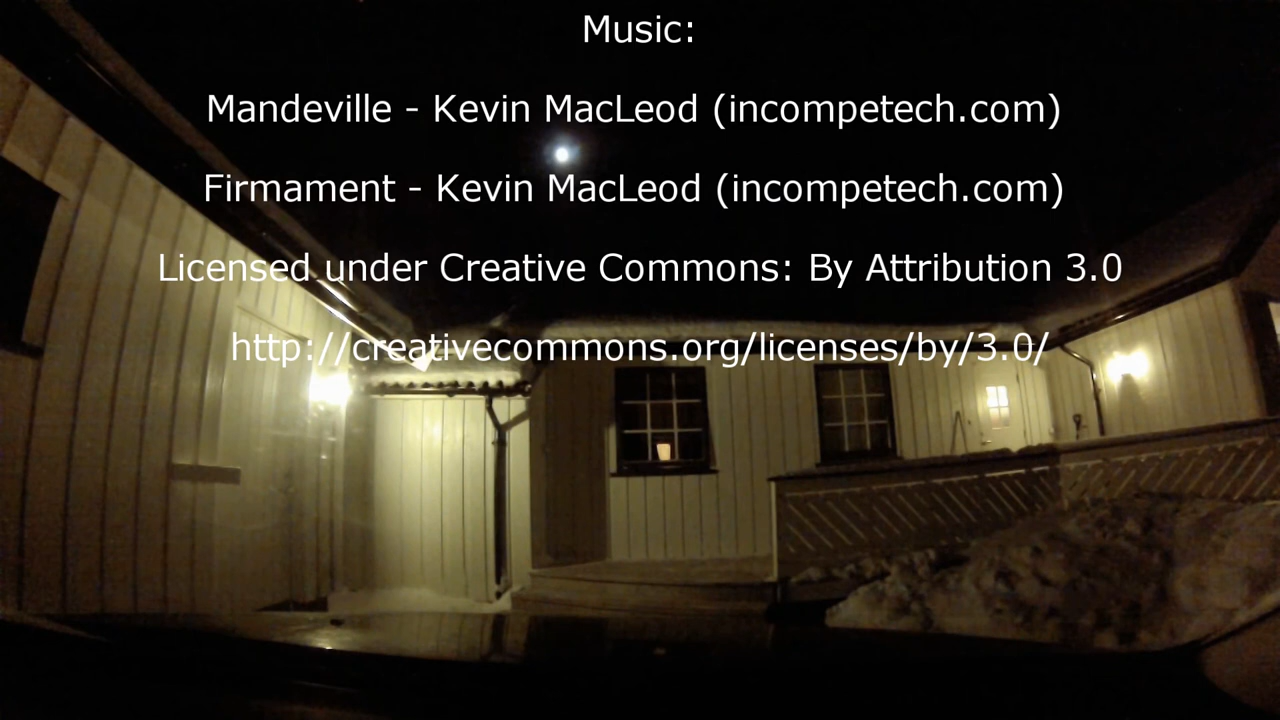 Music:
Mandeville - Kevin MacLeod (incompetech.com)
Firmament - Kevin MacLeod (incompetech.com)
Licensed under Creative Commons: By Attribution 3.0
http://creativecommons.org/licenses/by/3.0/